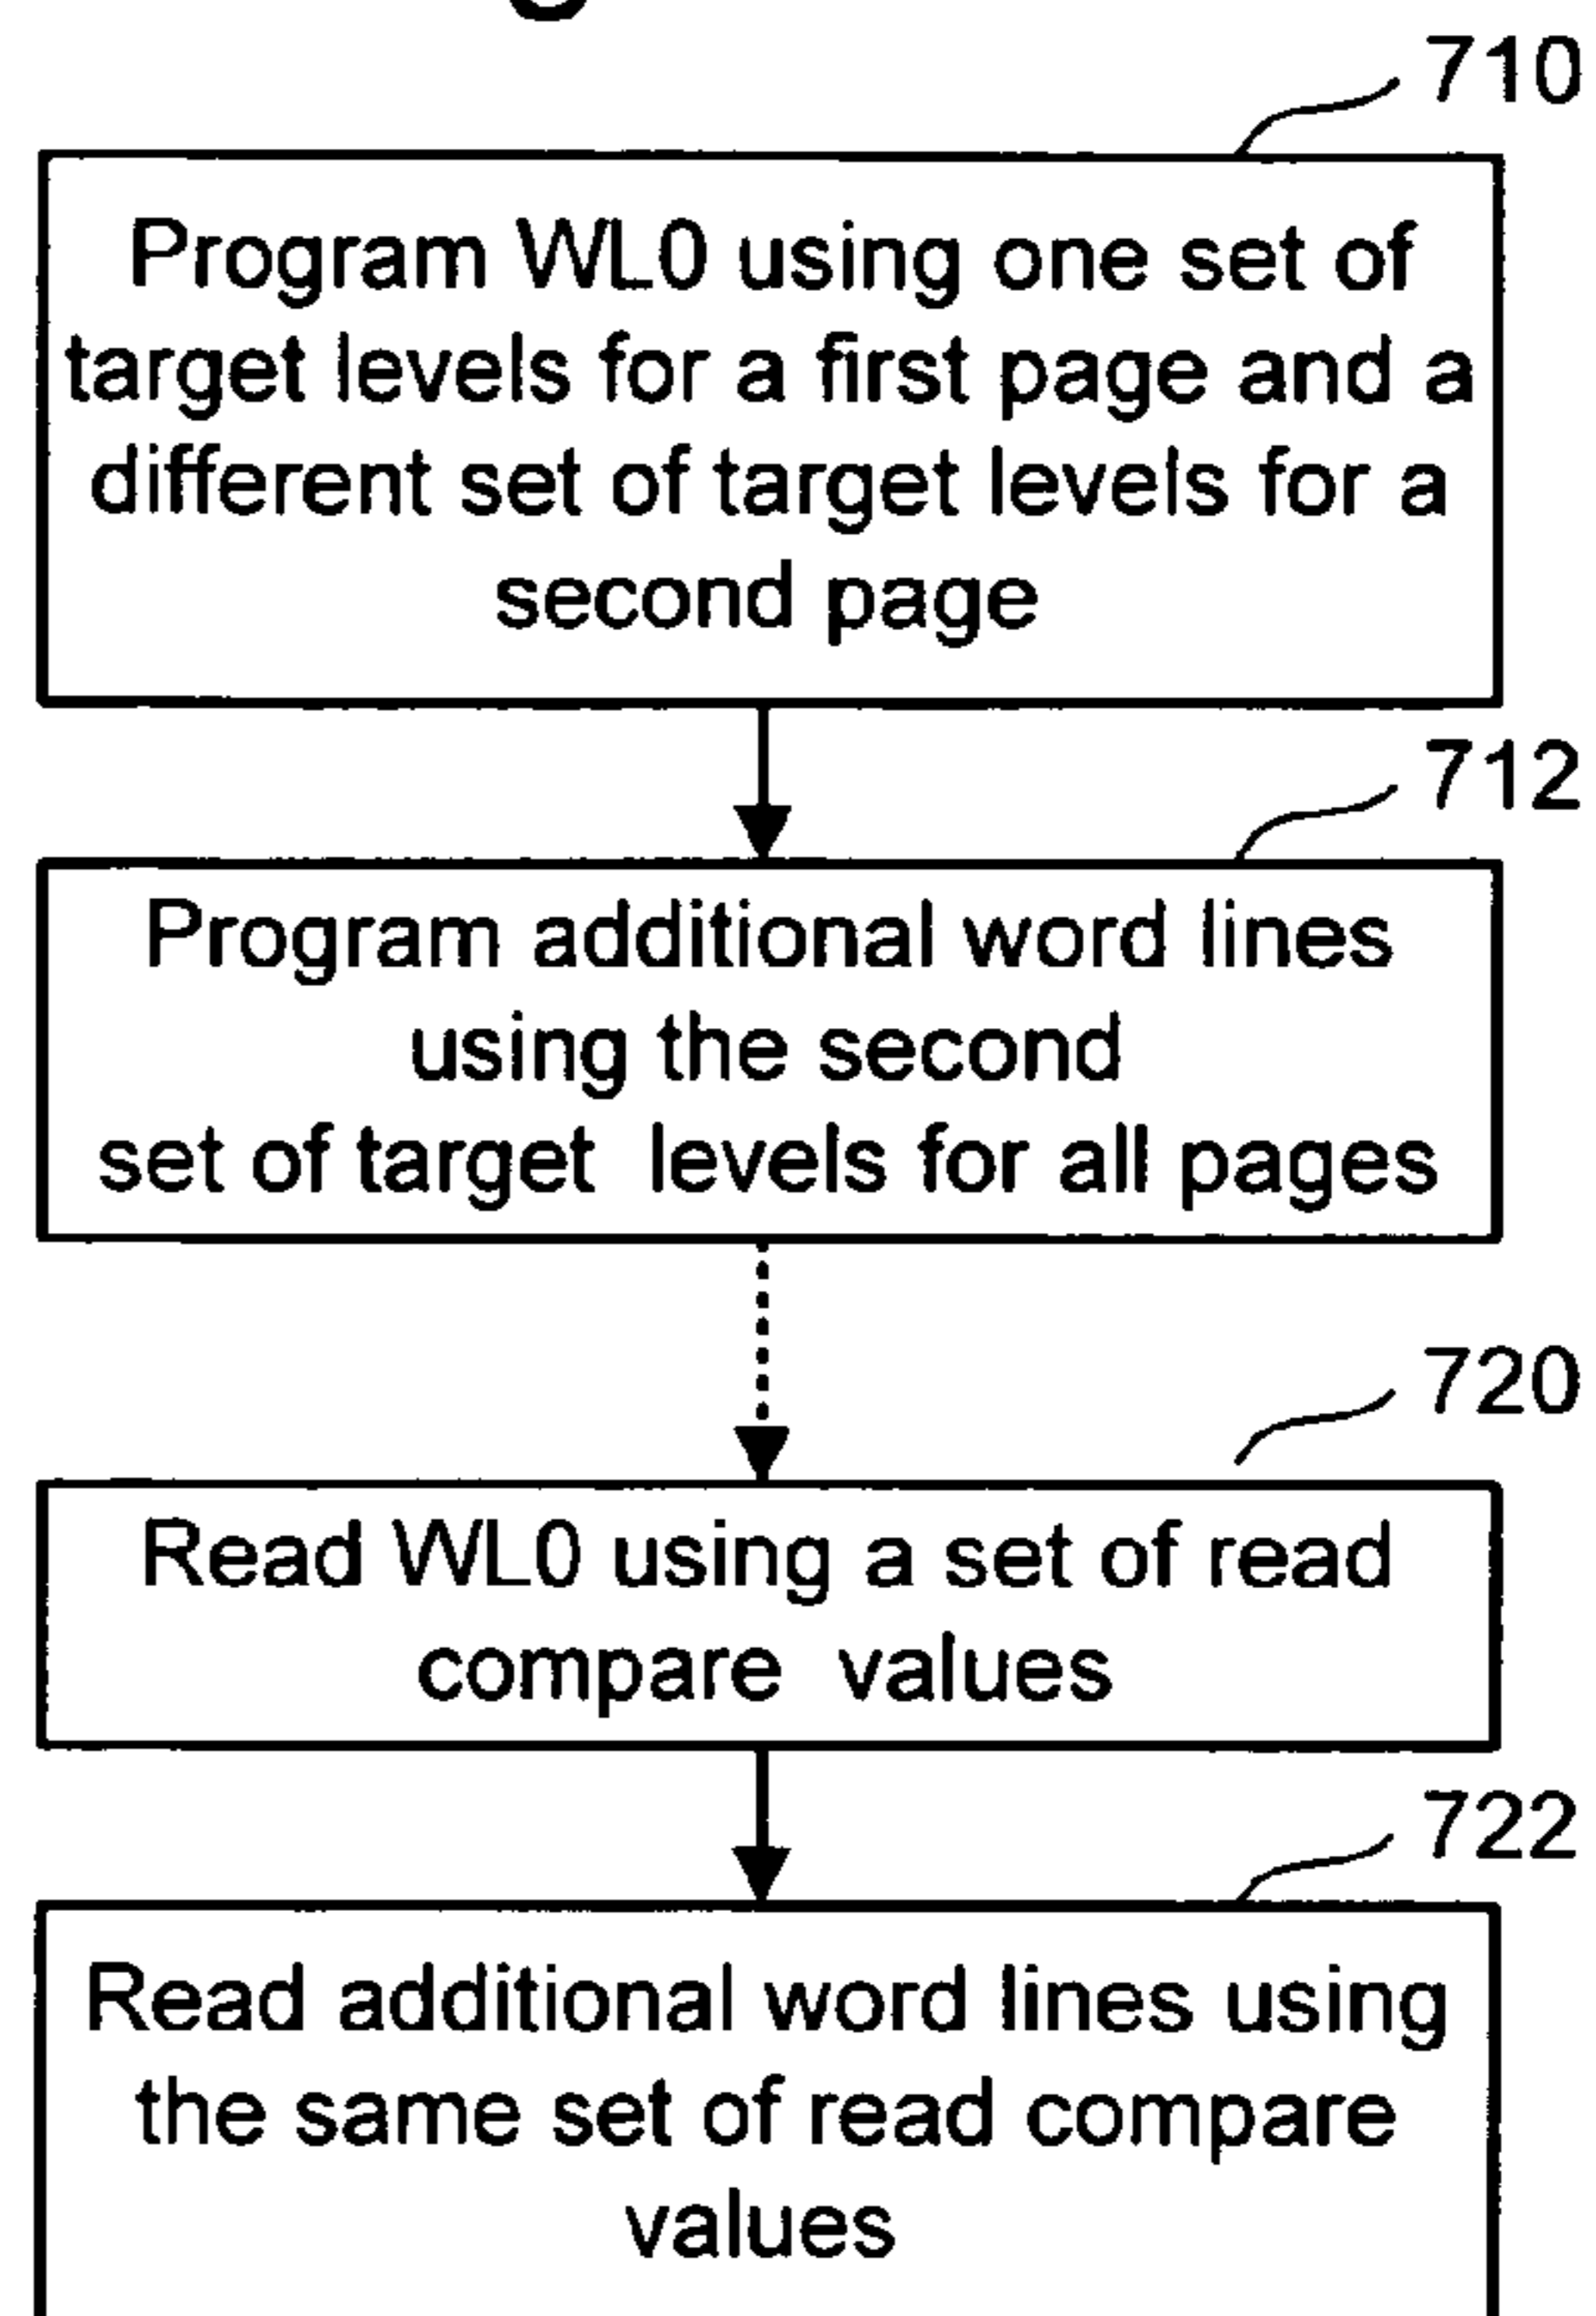 710
Program WL0 using one set of
target levels for a first page and a
different set of target levels for a
second page
712
Program additional word lines
using the second
set of target levels for all pages
720
Read WL0 using a set of read
compare values
722
Read additional word lines using
the same set of read compare
values